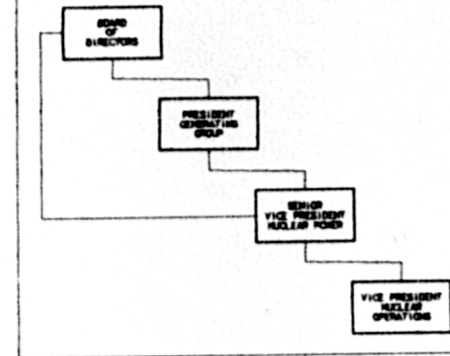 BOARD
OF
DIRECTORS
PRESIDENT
GENERATING
GROUP
SENIOR
VICE PRESIDENT
NUCLEAR POWER
VICE PRESIDENT
NUCLEAR
OPERATIONS